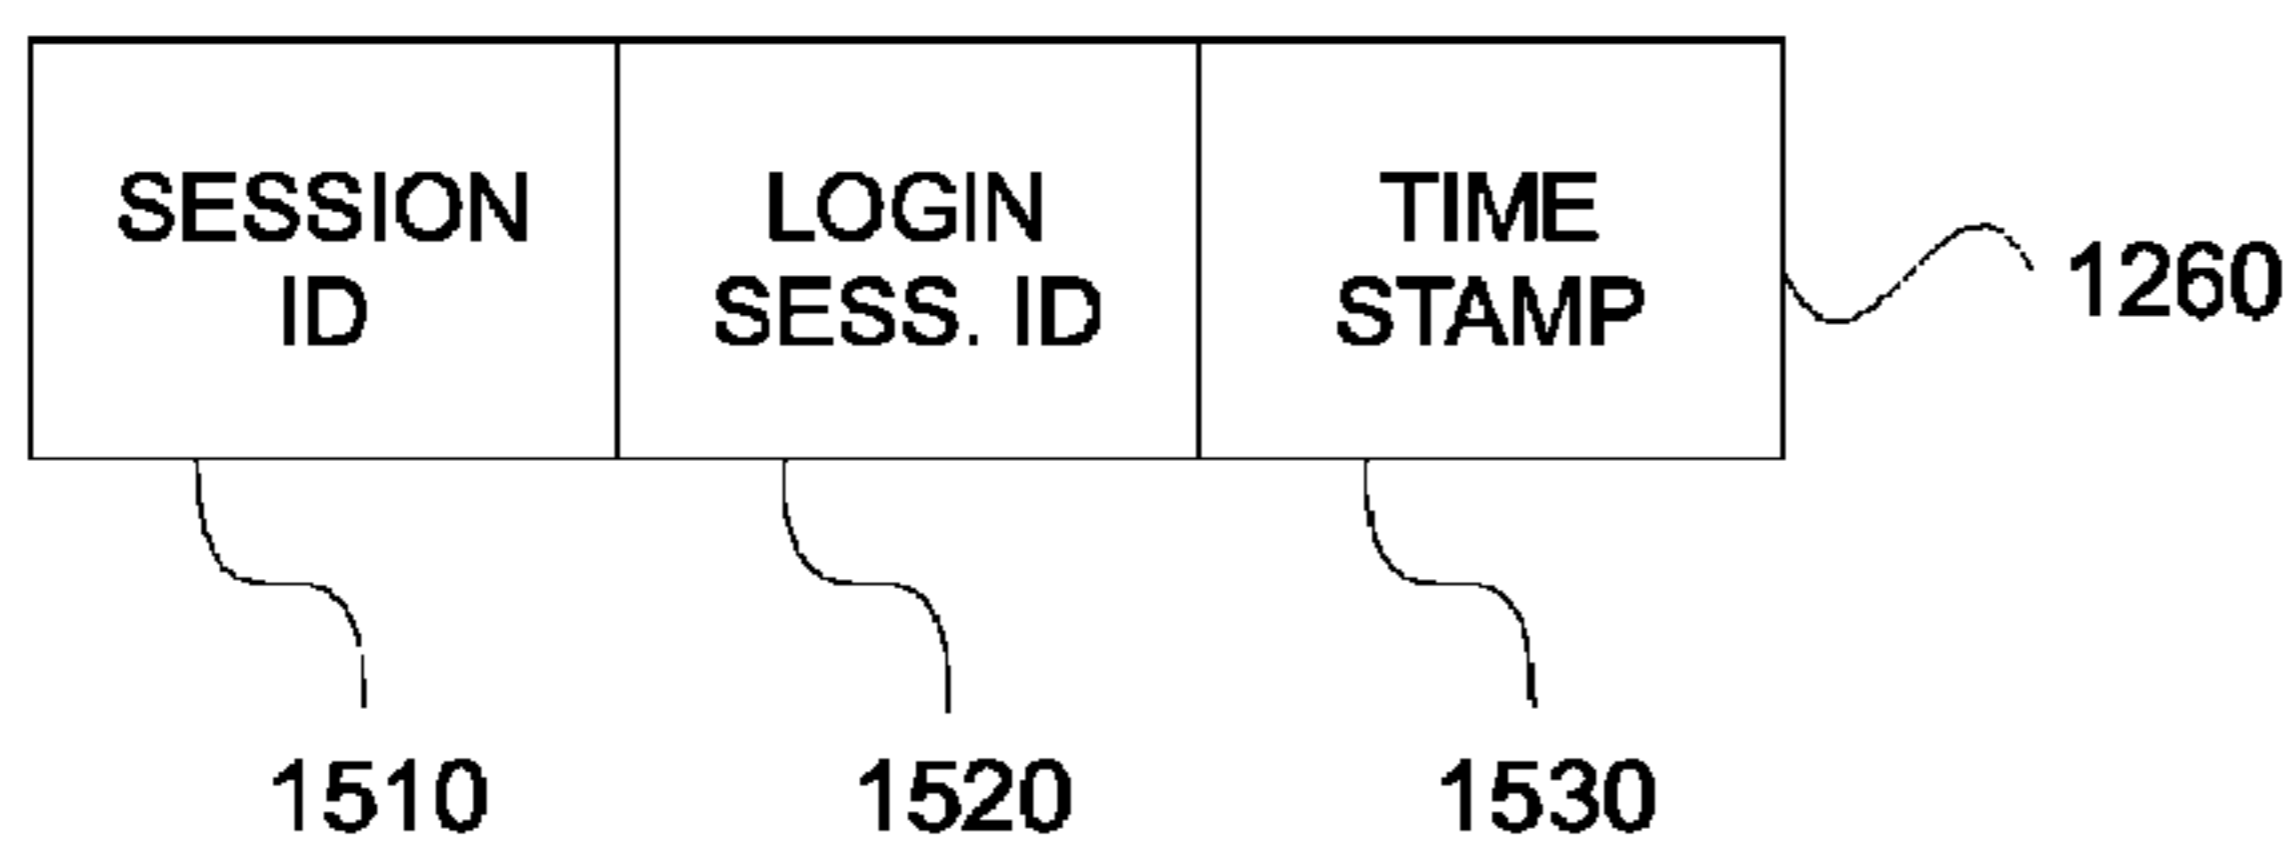 SESSION
ID
LOGIN
SESS. ID
TIME
STAMP
1260
1510
1520
1530